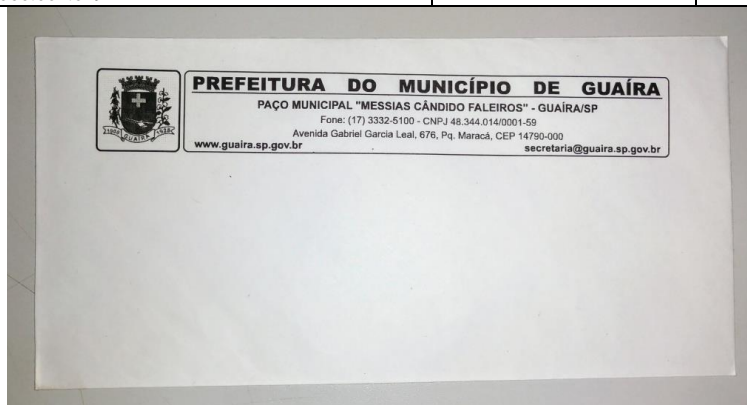 PREFEITURA DO MUNICÍPIO DE GUAÍRA
PAÇO MUNICIPAL "MESSIAS CÂNDIDO FALEIROS" - GUAÍRA/SP
Fone: (17) 3332-5100 - CNPJ 48.344.014/0001-59
Avenida Gabriel Garcia Leal, 676, Pq. Maracá, CEP 14790-000
www.guaira.sp.gov.br secretaria@guaira.sp.gov.br
GUAÍRA